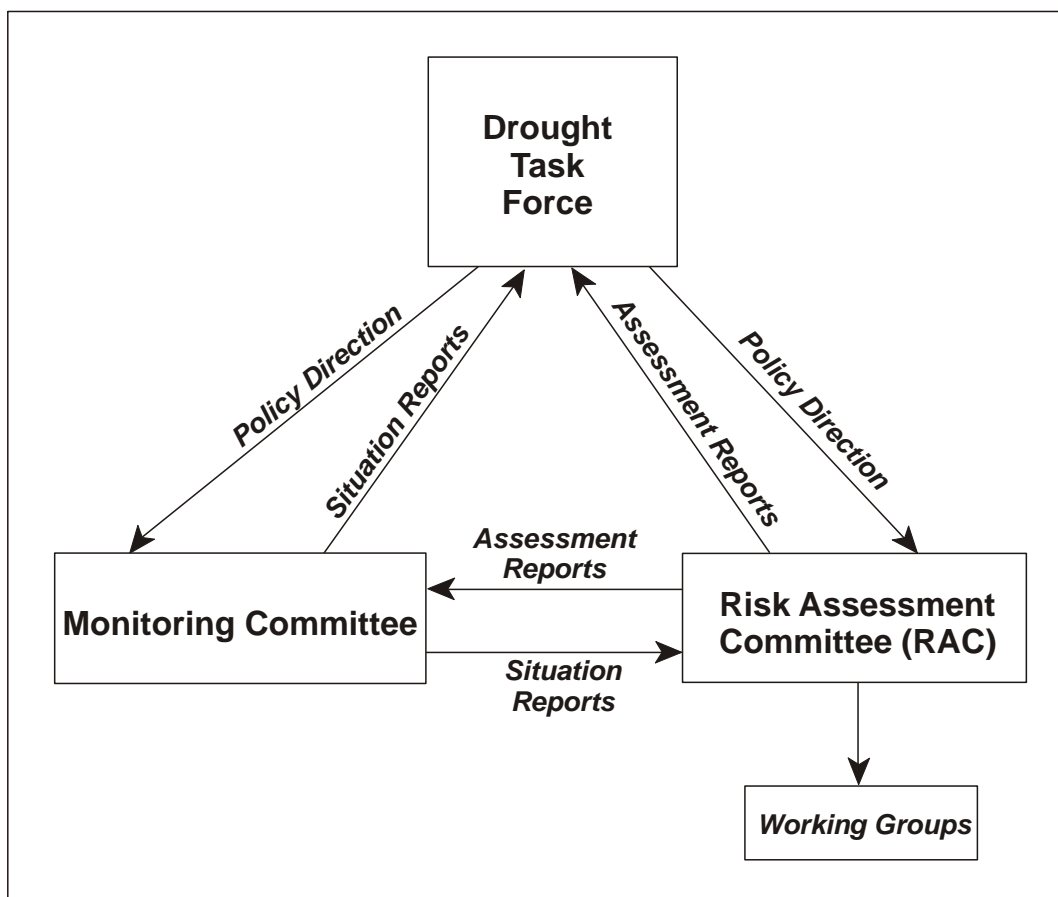 Drought
Task
Force
Policy Direction
Situation Reports
Assessment Reports
Policy Direction
Assessment
Reports
Monitoring Committee
Risk Assessment
Committee (RAC)
Situation
Reports
Working Groups